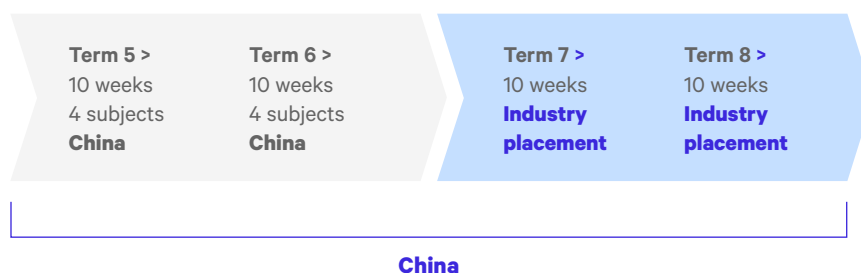 Term 5 >
10 weeks
4 subjects
China
Term 6 >
10 weeks
4 subjects
China
Term 7 >
10 weeks
Industry
placement
Term 8 >
10 weeks
Industry
placement
China